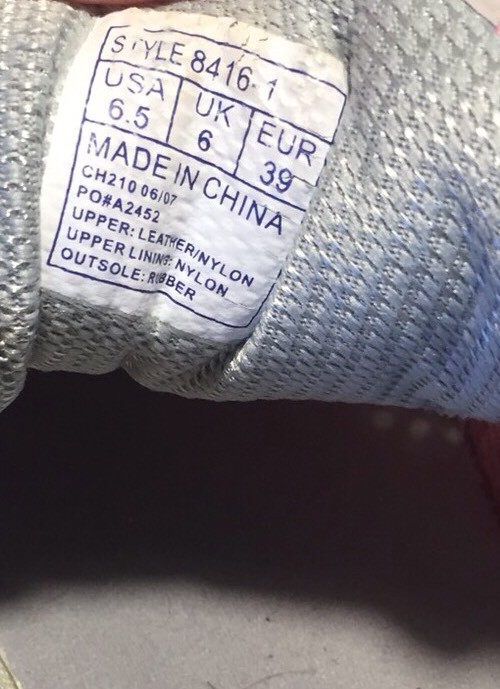 STYLE 8416-1
USA UK EUR
6.5 6 39
MADE IN CHINA
CH210 06/07
PO#A2452
UPPER: LEATHER/NYLON
UPPER LINING: NYLON
OUTSOLE: RUBBER